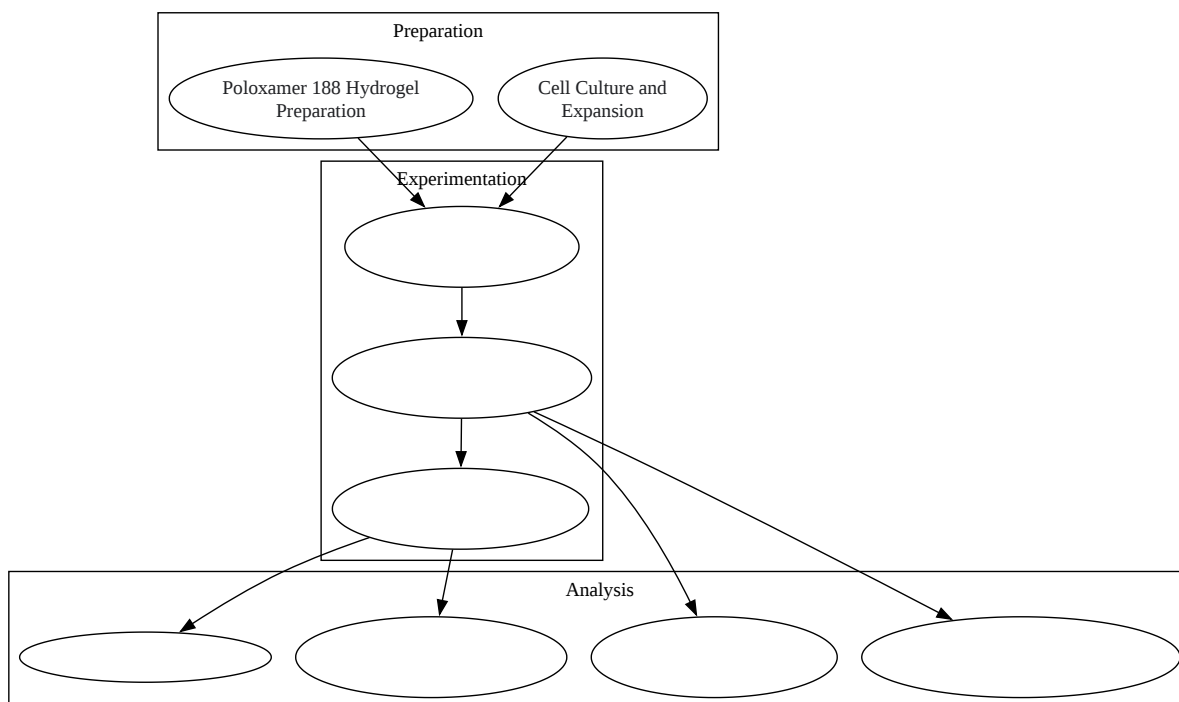 Preparation
Poloxamer 188 Hydrogel
Preparation
Cell Culture and
Expansion
Experimentation
Analysis